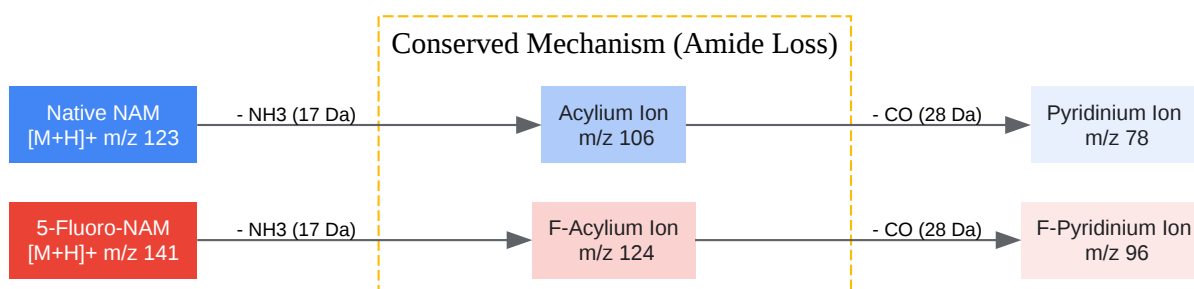 Conserved Mechanism (Amide Loss)
Native NAM
[M+H]+ m/z 123
- NH3 (17 Da)
Acylium Ion
m/z 106
- CO (28 Da)
Pyridinium Ion
m/z 78
5-Fluoro-NAM
[M+H]+ m/z 141
- NH3 (17 Da)
F-Acylium Ion
m/z 124
- CO (28 Da)
F-Pyridinium Ion
m/z 96